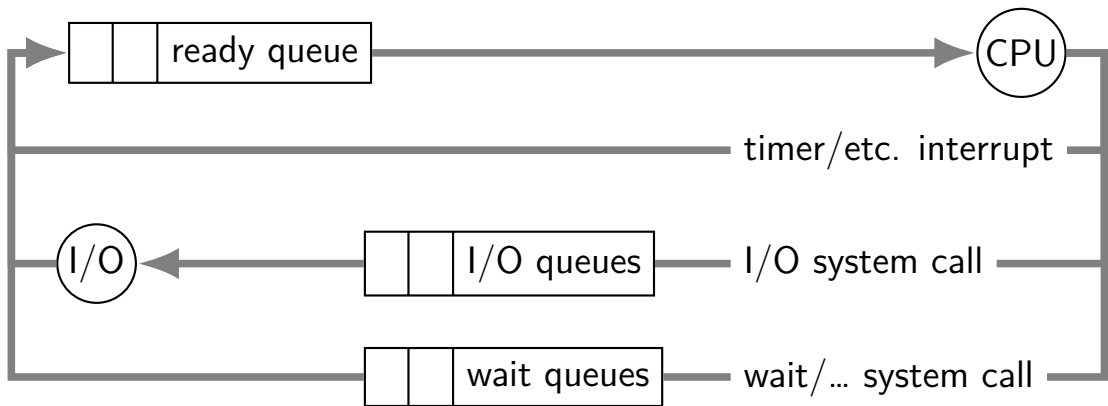 ready queue
CPU
timer/etc. interrupt
I/O
I/O queues
I/O system call
wait queues
wait/… system call